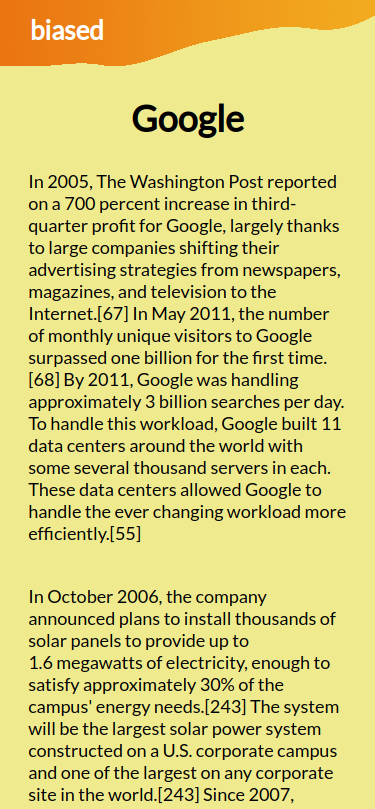 biased
Google
In 2005, The Washington Post reported
on a 700 percent increase in third-
quarter profit for Google, largely thanks
to large companies shifting their
advertising strategies from newspapers,
magazines, and television to the
Internet.[67] In May 2011, the number
of monthly unique visitors to Google
surpassed one billion for the first time.
[68] By 2011, Google was handling
approximately 3 billion searches per day.
To handle this workload, Google built 11
data centers around the world with
some several thousand servers in each.
These data centers allowed Google to
handle the ever changing workload more
efficiently.[55]
In October 2006, the company
announced plans to install thousands of
solar panels to provide up to
1.6 megawatts of electricity, enough to
satisfy approximately 30% of the
campus' energy needs.[243] The system
will be the largest solar power system
constructed on a U.S. corporate campus
and one of the largest on any corporate
site in the world.[243] Since 2007,